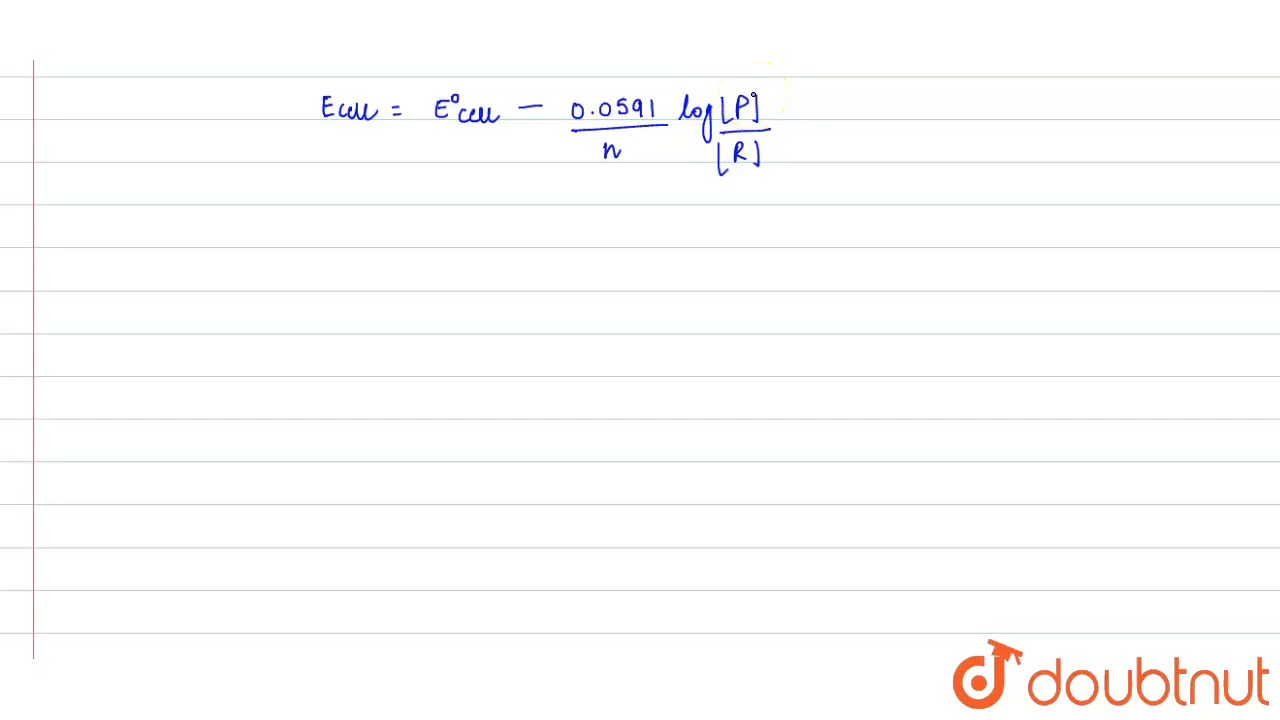 Ecell = E°cell — 0.0591/n log [P]/[R]
doubtnut